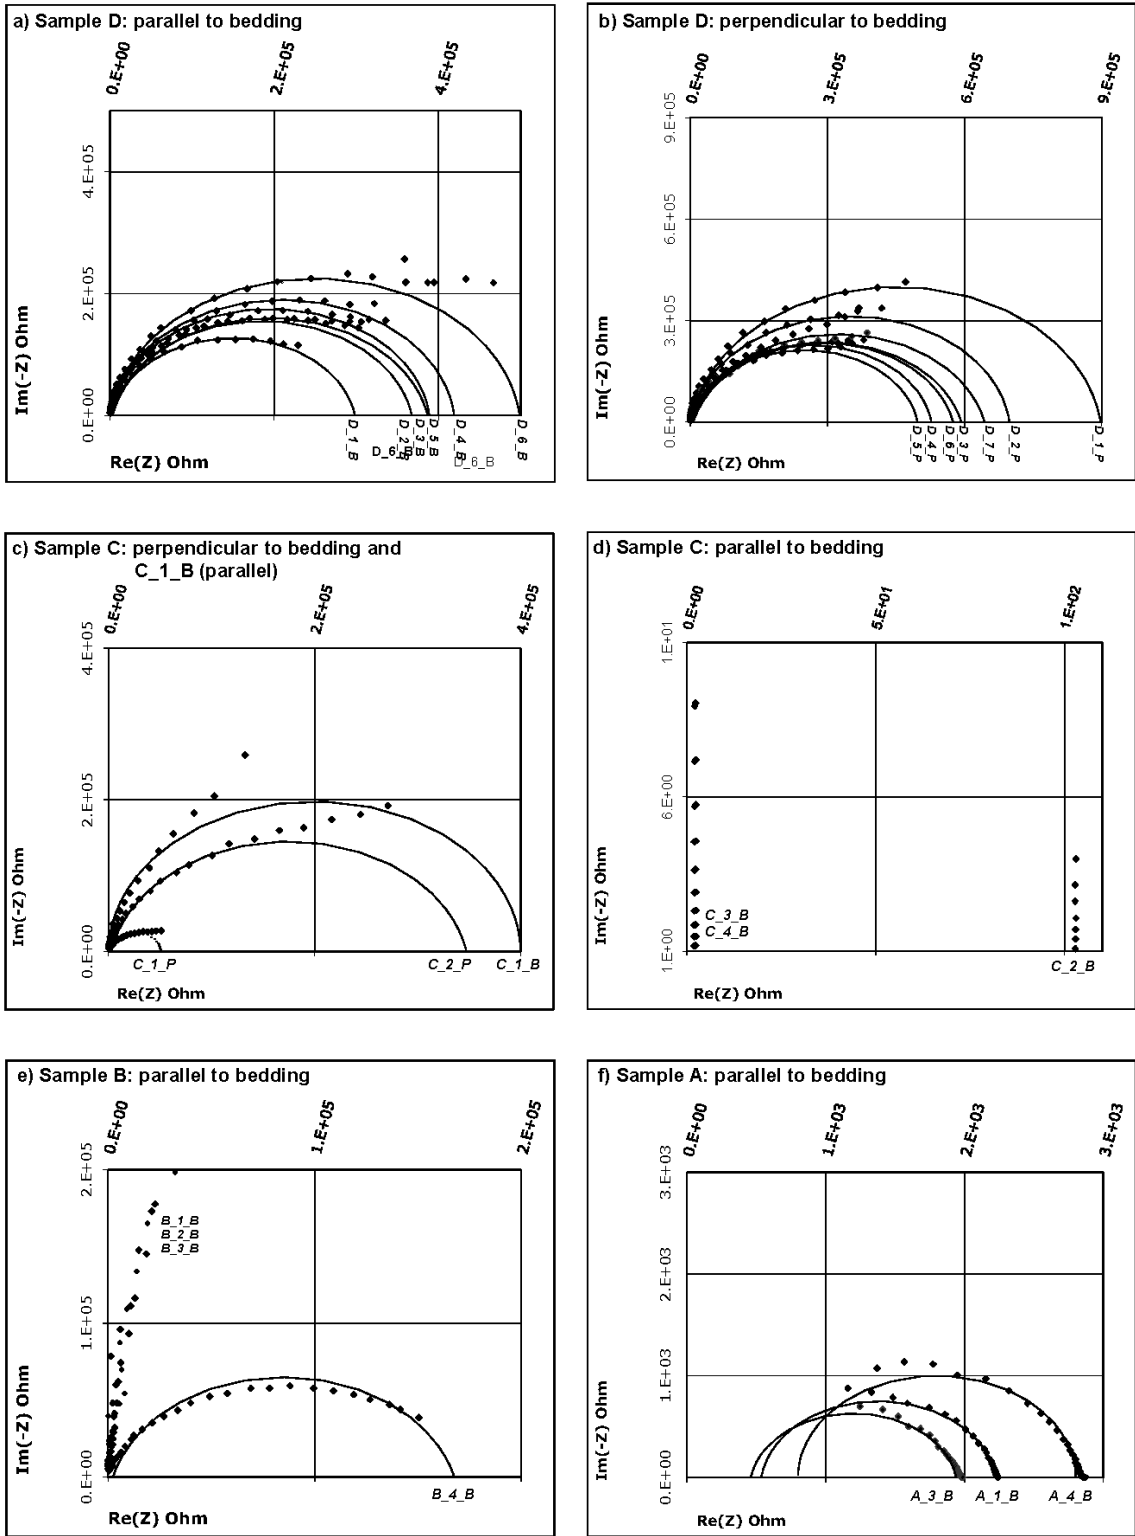 a) Sample D: parallel to bedding
0.E+00
2.E+05
4.E+05
4.E+05
2.E+05
0.E+00
Im(-Z) Ohm
D_1_B
D_2_B
D_3_B
D_5_B
D_4_B
D_6_B
D_6_B
D_6_B
Re(Z) Ohm
b) Sample D: perpendicular to bedding
0.E+00
3.E+05
6.E+05
9.E+05
9.E+05
6.E+05
3.E+05
0.E+00
Im(-Z) Ohm
D_5_P
D_4_P
D_6_P
D_3_P
D_7_P
D_2_P
D_1_P
Re(Z) Ohm
c) Sample C: perpendicular to bedding and
C_1_B (parallel)
0.E+00
2.E+05
4.E+05
4.E+05
2.E+05
0.E+00
Im(-Z) Ohm
C_1_P
C_2_P
C_1_B
Re(Z) Ohm
d) Sample C: parallel to bedding
0.E+00
5.E+01
1.E+02
1.E+01
6.E+00
1.E+00
Im(-Z) Ohm
C_3_B
C_4_B
C_2_B
Re(Z) Ohm
e) Sample B: parallel to bedding
0.E+00
1.E+05
2.E+05
2.E+05
1.E+05
0.E+00
Im(-Z) Ohm
B_1_B
B_2_B
B_3_B
B_4_B
Re(Z) Ohm
f) Sample A: parallel to bedding
0.E+00
1.E+03
2.E+03
3.E+03
3.E+03
2.E+03
1.E+03
0.E+00
Im(-Z) Ohm
A_3_B
A_1_B
A_4_B
Re(Z) Ohm